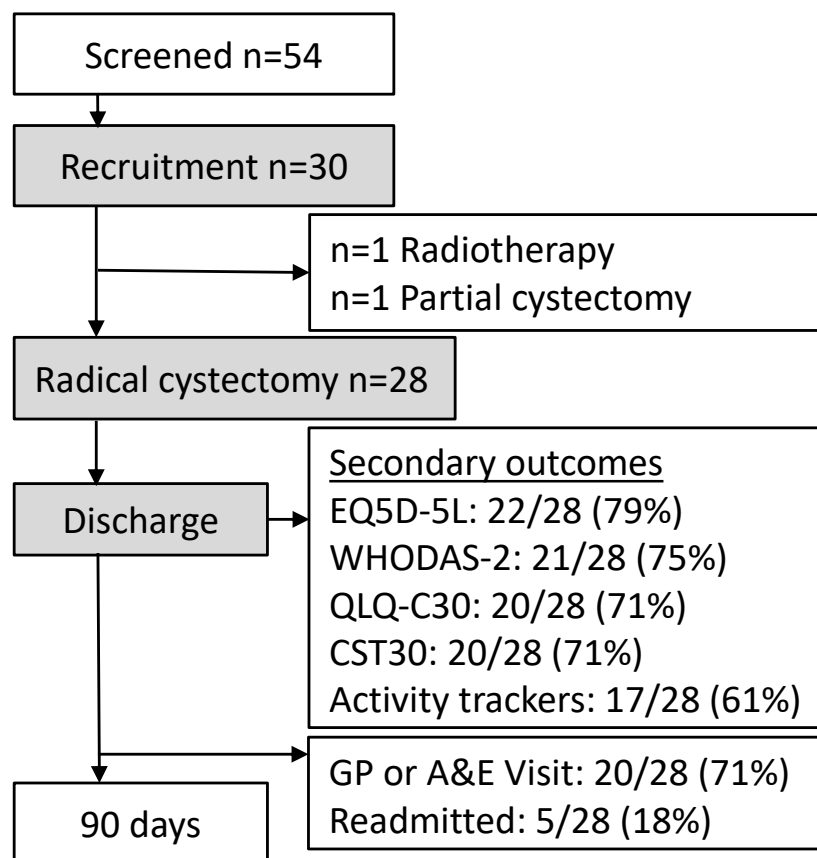 Screened n=54
Recruitment n=30
n=1 Radiotherapy
n=1 Partial cystectomy
Radical cystectomy n=28
Discharge
Secondary outcomes
EQ5D-5L: 22/28 (79%)
WHODAS-2: 21/28 (75%)
QLQ-C30: 20/28 (71%)
CST30: 20/28 (71%)
Activity trackers: 17/28 (61%)
GP or A&E Visit: 20/28 (71%)
Readmitted: 5/28 (18%)
90 days